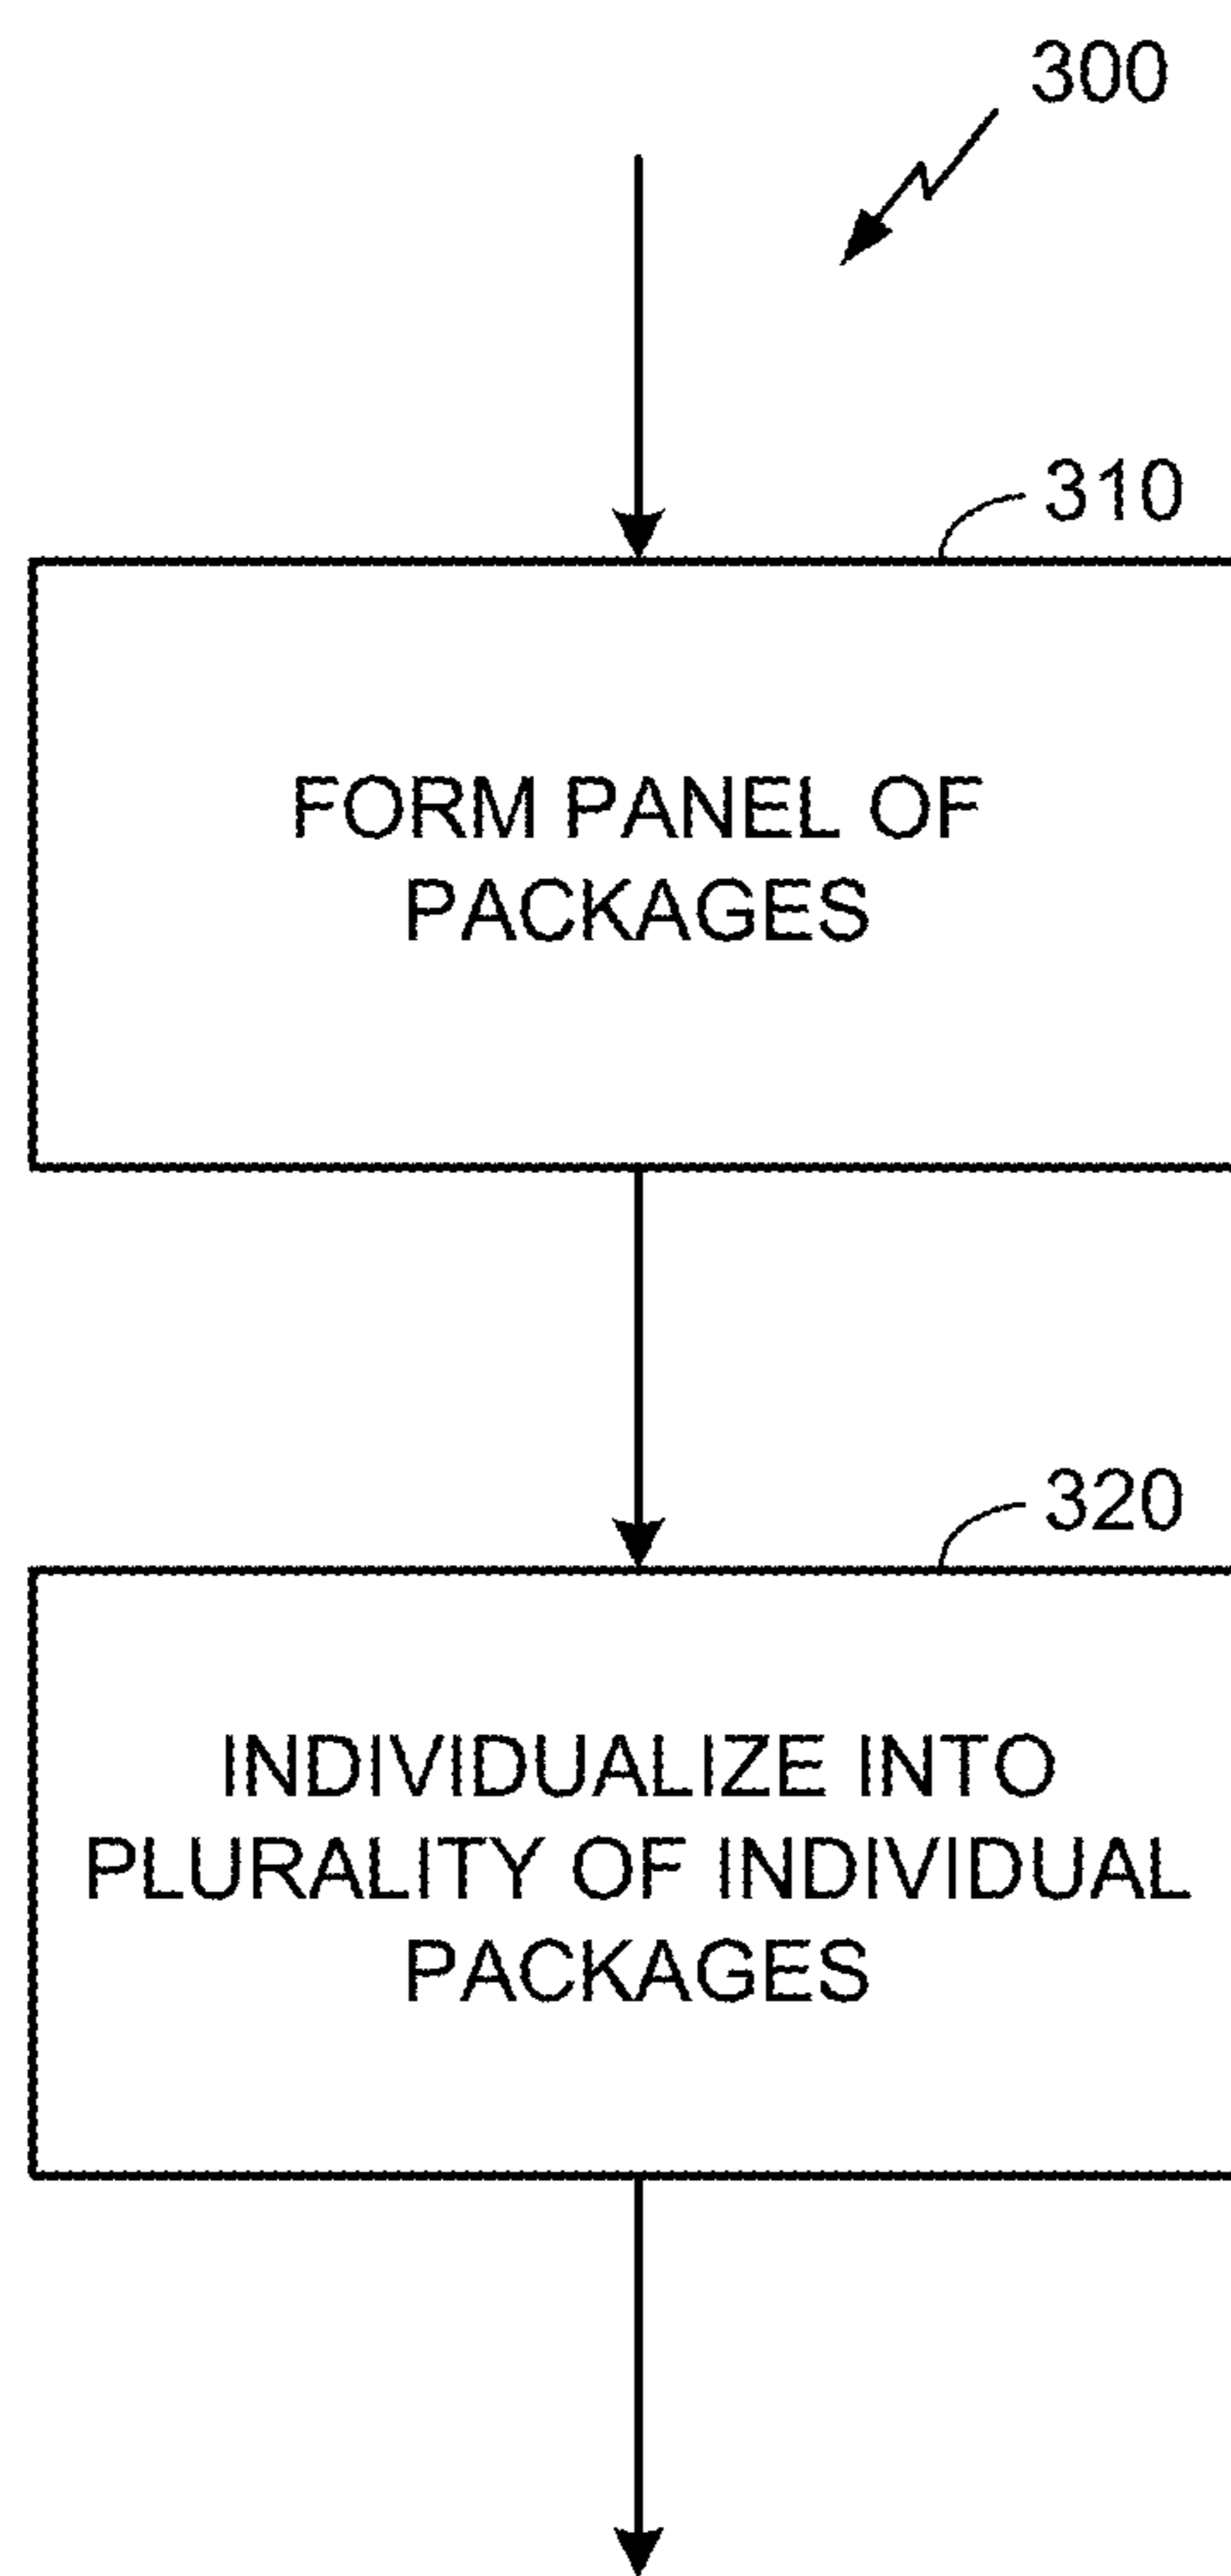 300
310
FORM PANEL OF
PACKAGES
320
INDIVIDUALIZE INTO
PLURALITY OF INDIVIDUAL
PACKAGES